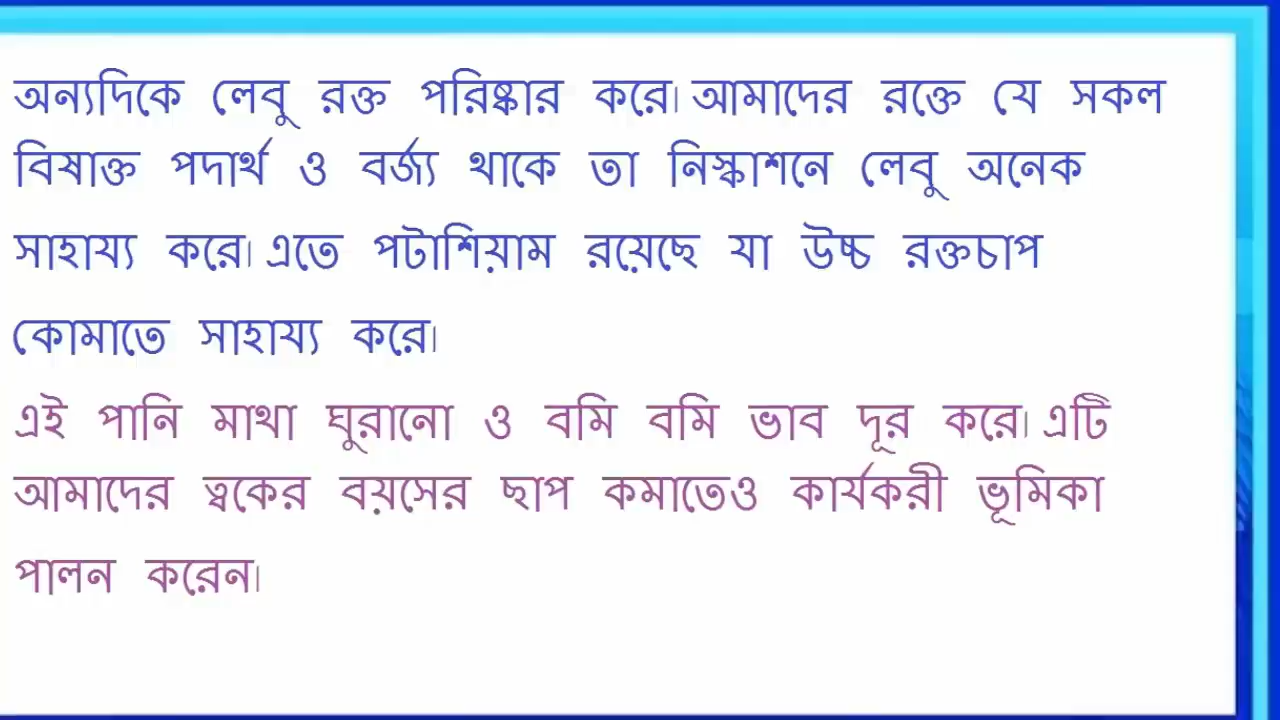 অন্যদিকে লেবু রক্ত পরিষ্কার করে। আমাদের রক্তে যে সকল
বিষাক্ত পদার্থ ও বর্জ্য থাকে তা নিস্কাশনে লেবু অনেক
সাহায্য করে। এতে পটাশিয়াম রয়েছে যা উচ্চ রক্তচাপ
কোমাতে সাহায্য করে।
এই পানি মাথা ঘুরানো ও বমি বমি ভাব দূর করে। এটি
আমাদের ত্বকের বয়সের ছাপ কমাতেও কার্যকরী ভূমিকা
পালন করেন।